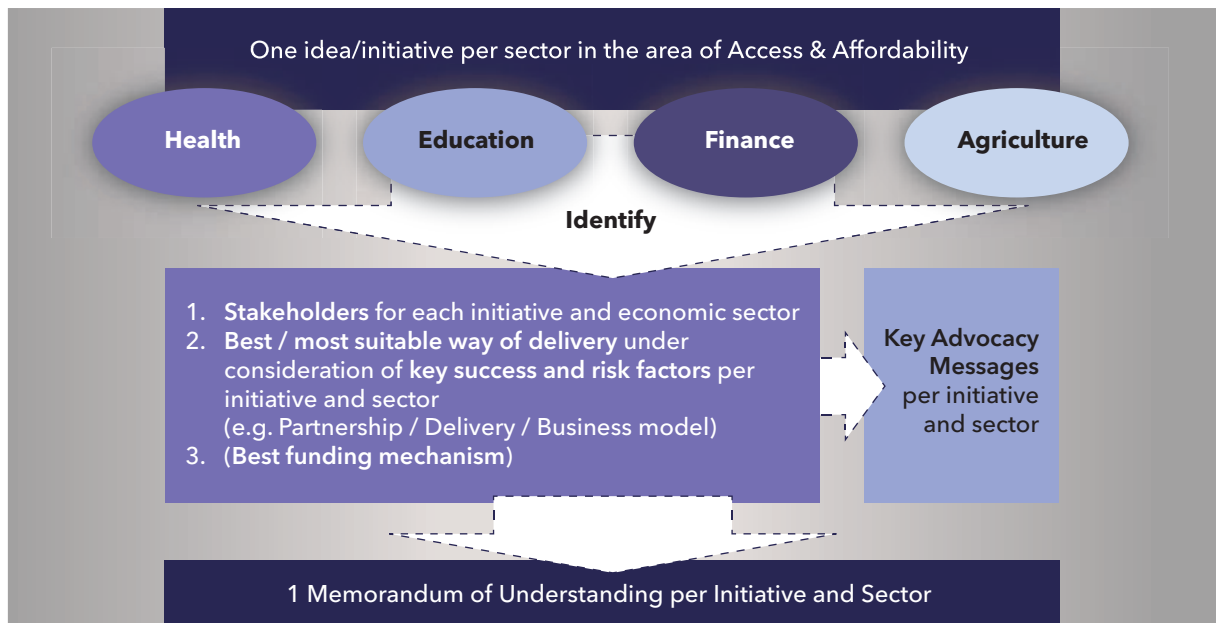 One idea/initiative per sector in the area of Access & Affordability
Health
Education
Finance
Agriculture
Identify
1. Stakeholders for each initiative and economic sector
2. Best / most suitable way of delivery under
consideration of key success and risk factors per
initiative and sector
(e.g. Partnership / Delivery / Business model)
3. (Best funding mechanism)
Key Advocacy
Messages
per initiative
and sector
1 Memorandum of Understanding per Initiative and Sector